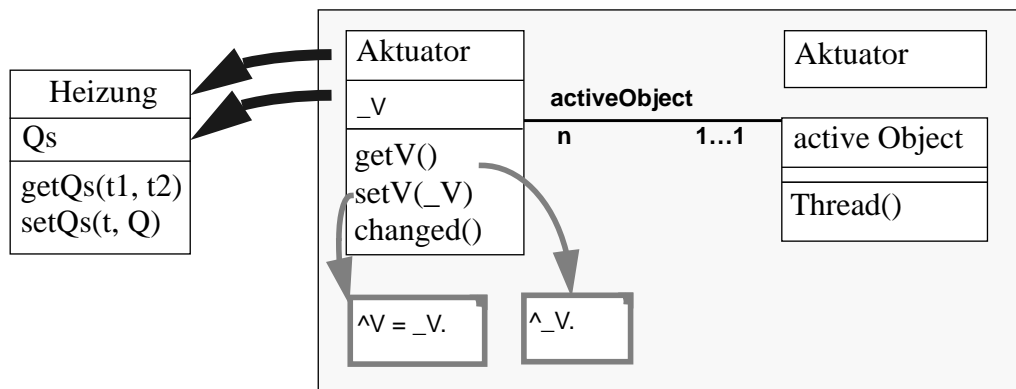 Heizung
Qs
getQs(t1, t2)
setQs(t, Q)
Aktuator
_V
getV()
setV(_V)
changed()
^V = _V.
^_V.
activeObject
n 1...1
Aktuator
active Object
Thread()